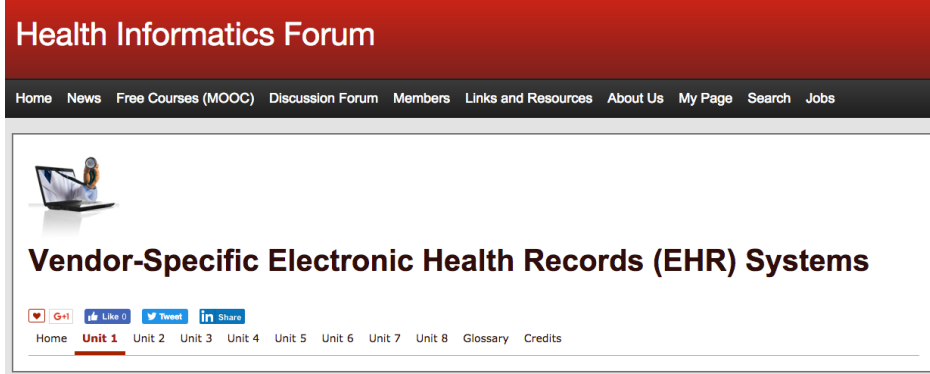 Health Informatics Forum
Home News Free Courses (MOOC) Discussion Forum Members Links and Resources About Us My Page Search Jobs
Vendor-Specific Electronic Health Records (EHR) Systems
G+1 Like 0 Tweet in Share
Home Unit 1 Unit 2 Unit 3 Unit 4 Unit 5 Unit 6 Unit 7 Unit 8 Glossary Credits